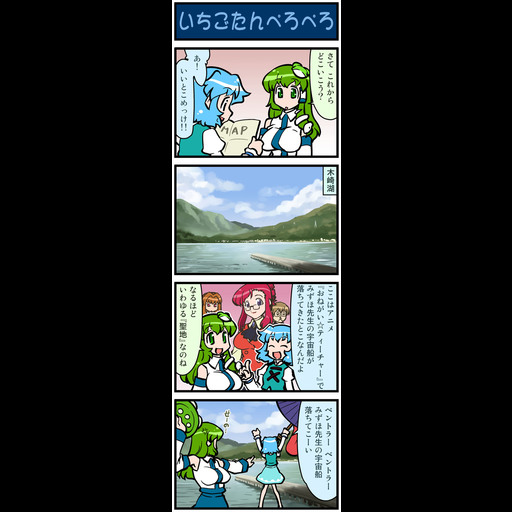 いちごたんぺろぺろ
さて これから
どこいこう？
あ！
いいとこめっけ!!
MAP
木崎湖
ここはアニメ
『おねがい☆ティーチャー』で
みずほ先生の宇宙船が
落ちてきたとこなんだよ
なるほど
いわゆる『聖地』なのね
ベントラー ベントラー
みずほ先生の宇宙船
落ちてこーい